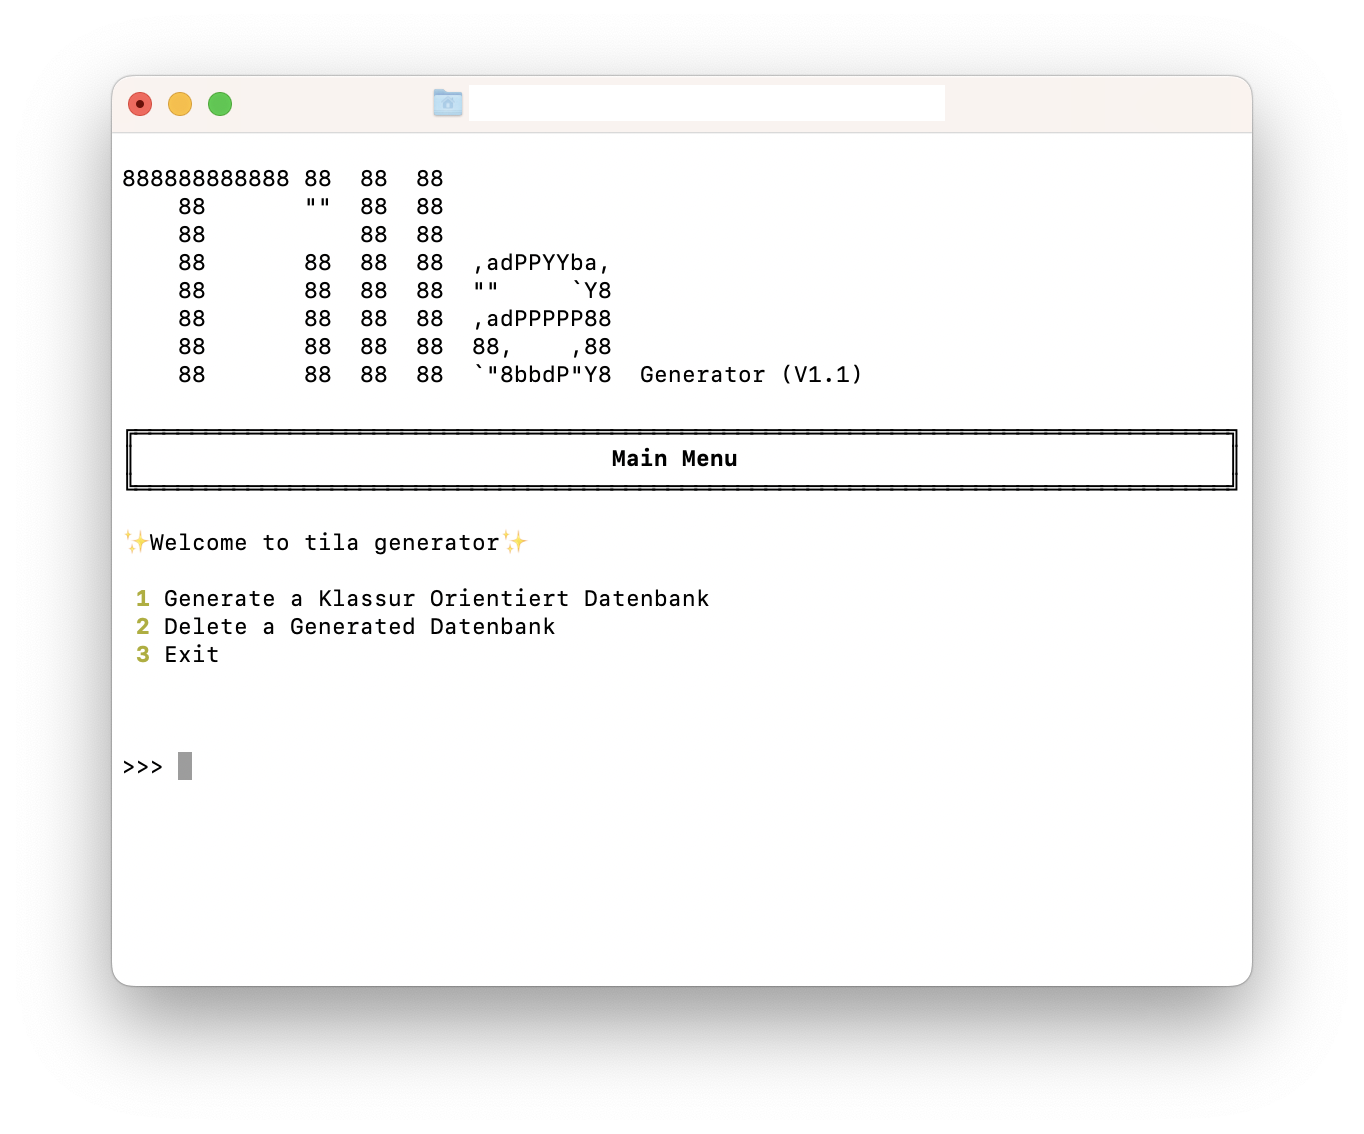 888888888888 88  88  88
    88       ""  88  88
    88           88  88
    88       88  88  88  ,adPPYYba,
    88       88  88  88  ""     `Y8
    88       88  88  88  ,adPPPPP88
    88       88  88  88  88,    ,88
    88       88  88  88  `"8bbdP"Y8  Generator (V1.1)
Main Menu
✨Welcome to tila generator✨
1 Generate a Klassur Orientiert Datenbank
2 Delete a Generated Datenbank
3 Exit
>>>